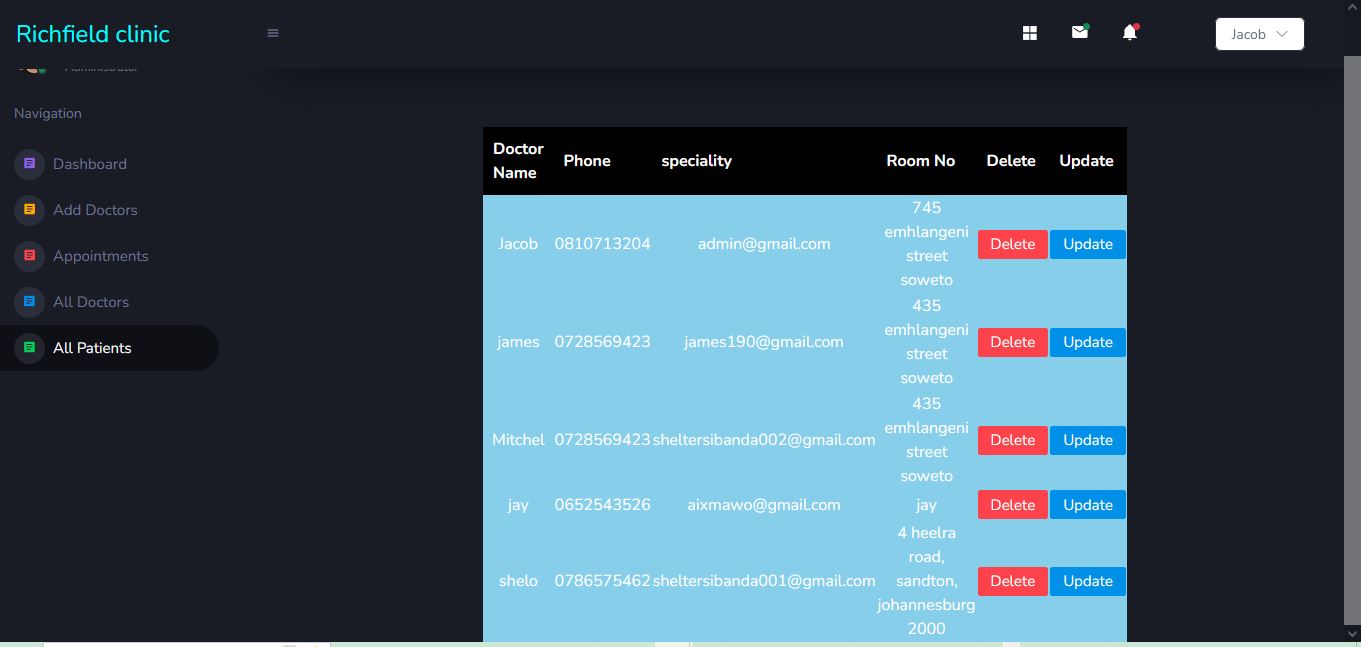 Richfield clinic
Jacob
Administrator
Navigation
Dashboard
Add Doctors
Appointments
All Doctors
All Patients
Doctor Name Phone speciality Room No Delete Update
Jacob 0810713204 admin@gmail.com 745 emhlangeni street soweto Delete Update
james 0728569423 james190@gmail.com 435 emhlangeni street soweto Delete Update
Mitchel 0728569423 sheltersibanda002@gmail.com 435 emhlangeni street soweto Delete Update
jay 0652543526 aixmawo@gmail.com jay Delete Update
shelo 0786575462 sheltersibanda001@gmail.com 4 heelra road, sandton, johannesburg 2000 Delete Update